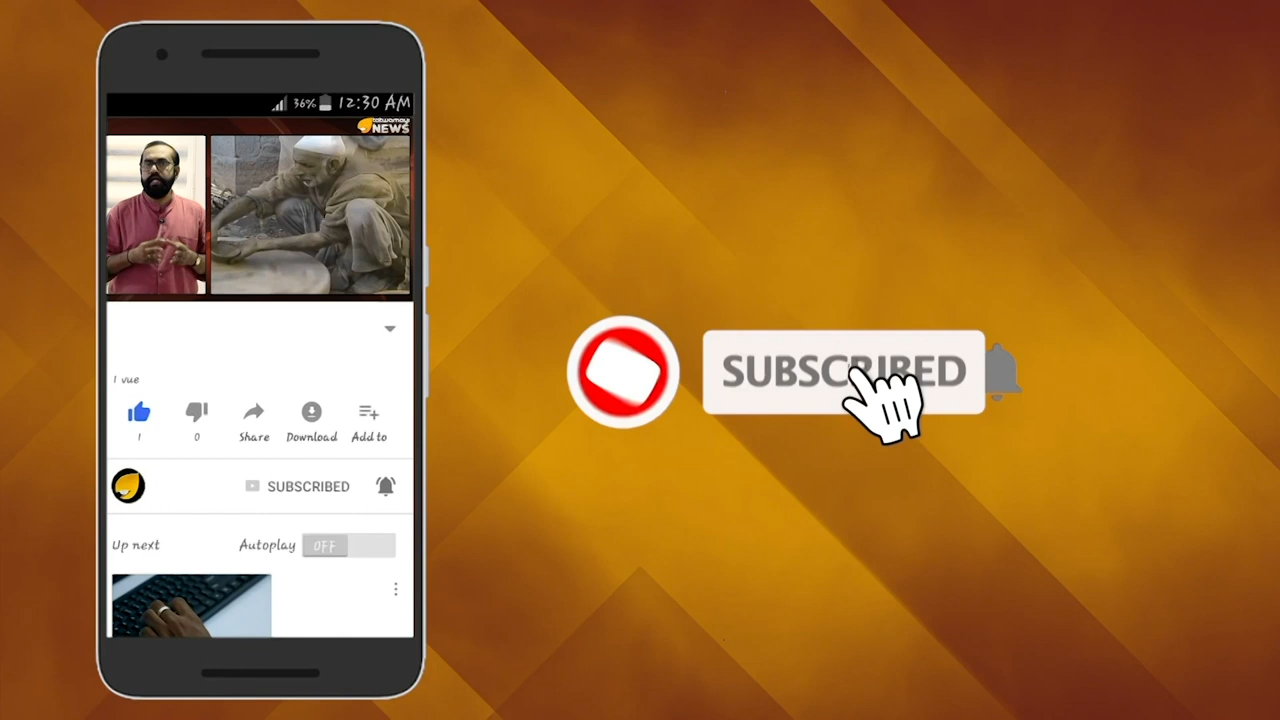 36% 12:30 AM
tatwamayi
NEWS
1 vue
1 0 Share Download Add to
SUBSCRIBED
Up next Autoplay OFF
SUBSCRIBED